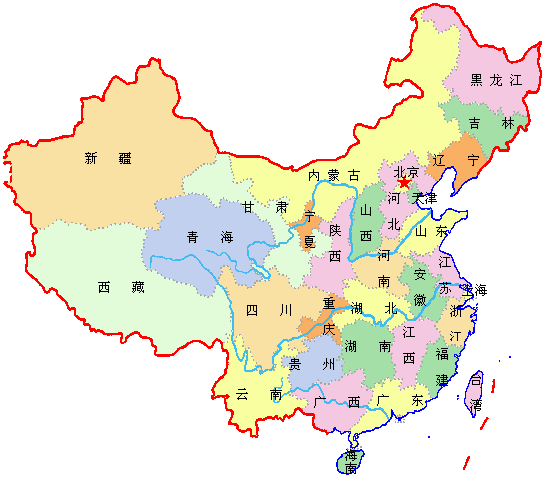 黑龙江
吉林
辽宁
新疆
内蒙古
北京
天津
河北
甘肃
宁夏
山西
陕西
山东
青海
西藏
河南
江苏
安徽
上海
四川
重庆
湖北
浙江
湖南
江西
贵州
福建
云南
广西
广东
台湾
海南